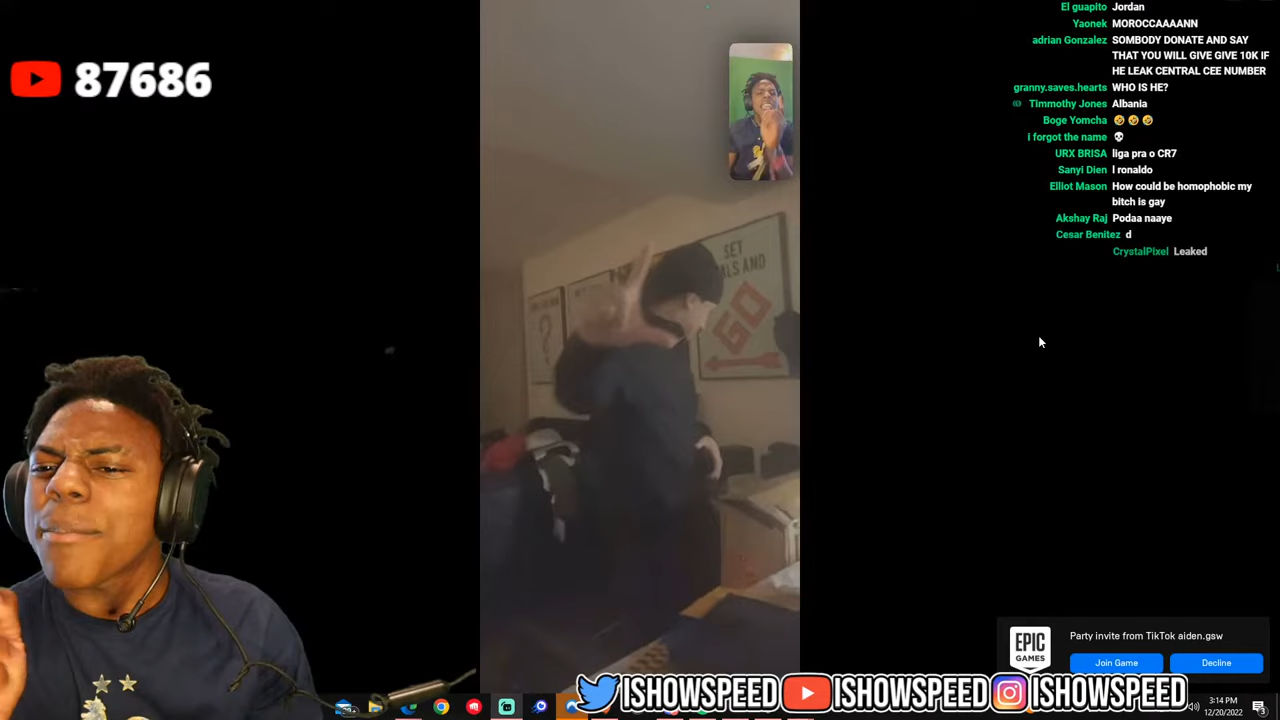 87686
El guapito Jordan
Yaonek MOROCCAAAANN
adrian Gonzalez SOMBODY DONATE AND SAY
THAT YOU WILL GIVE GIVE 10K IF
HE LEAK CENTRAL CEE NUMBER
granny.saves.hearts WHO IS HE?
Timmothy Jones Albania
Boge Yomcha 🤣🤣🤣
i forgot the name 💀
URX BRISA liga pra o CR7
Sanyi Dien I ronaldo
Elliot Mason How could be homophobic my
bitch is gay
Akshay Raj Podaa naaye
Cesar Benitez d
CrystalPixel Leaked
SET
ALS AND
GO
EPIC
GAMES
Party invite from TikTok aiden.gsw
Join Game Decline
ISHOWSPEED ISHOWSPEED ISHOWSPEED
3:14 PM
12/20/2022